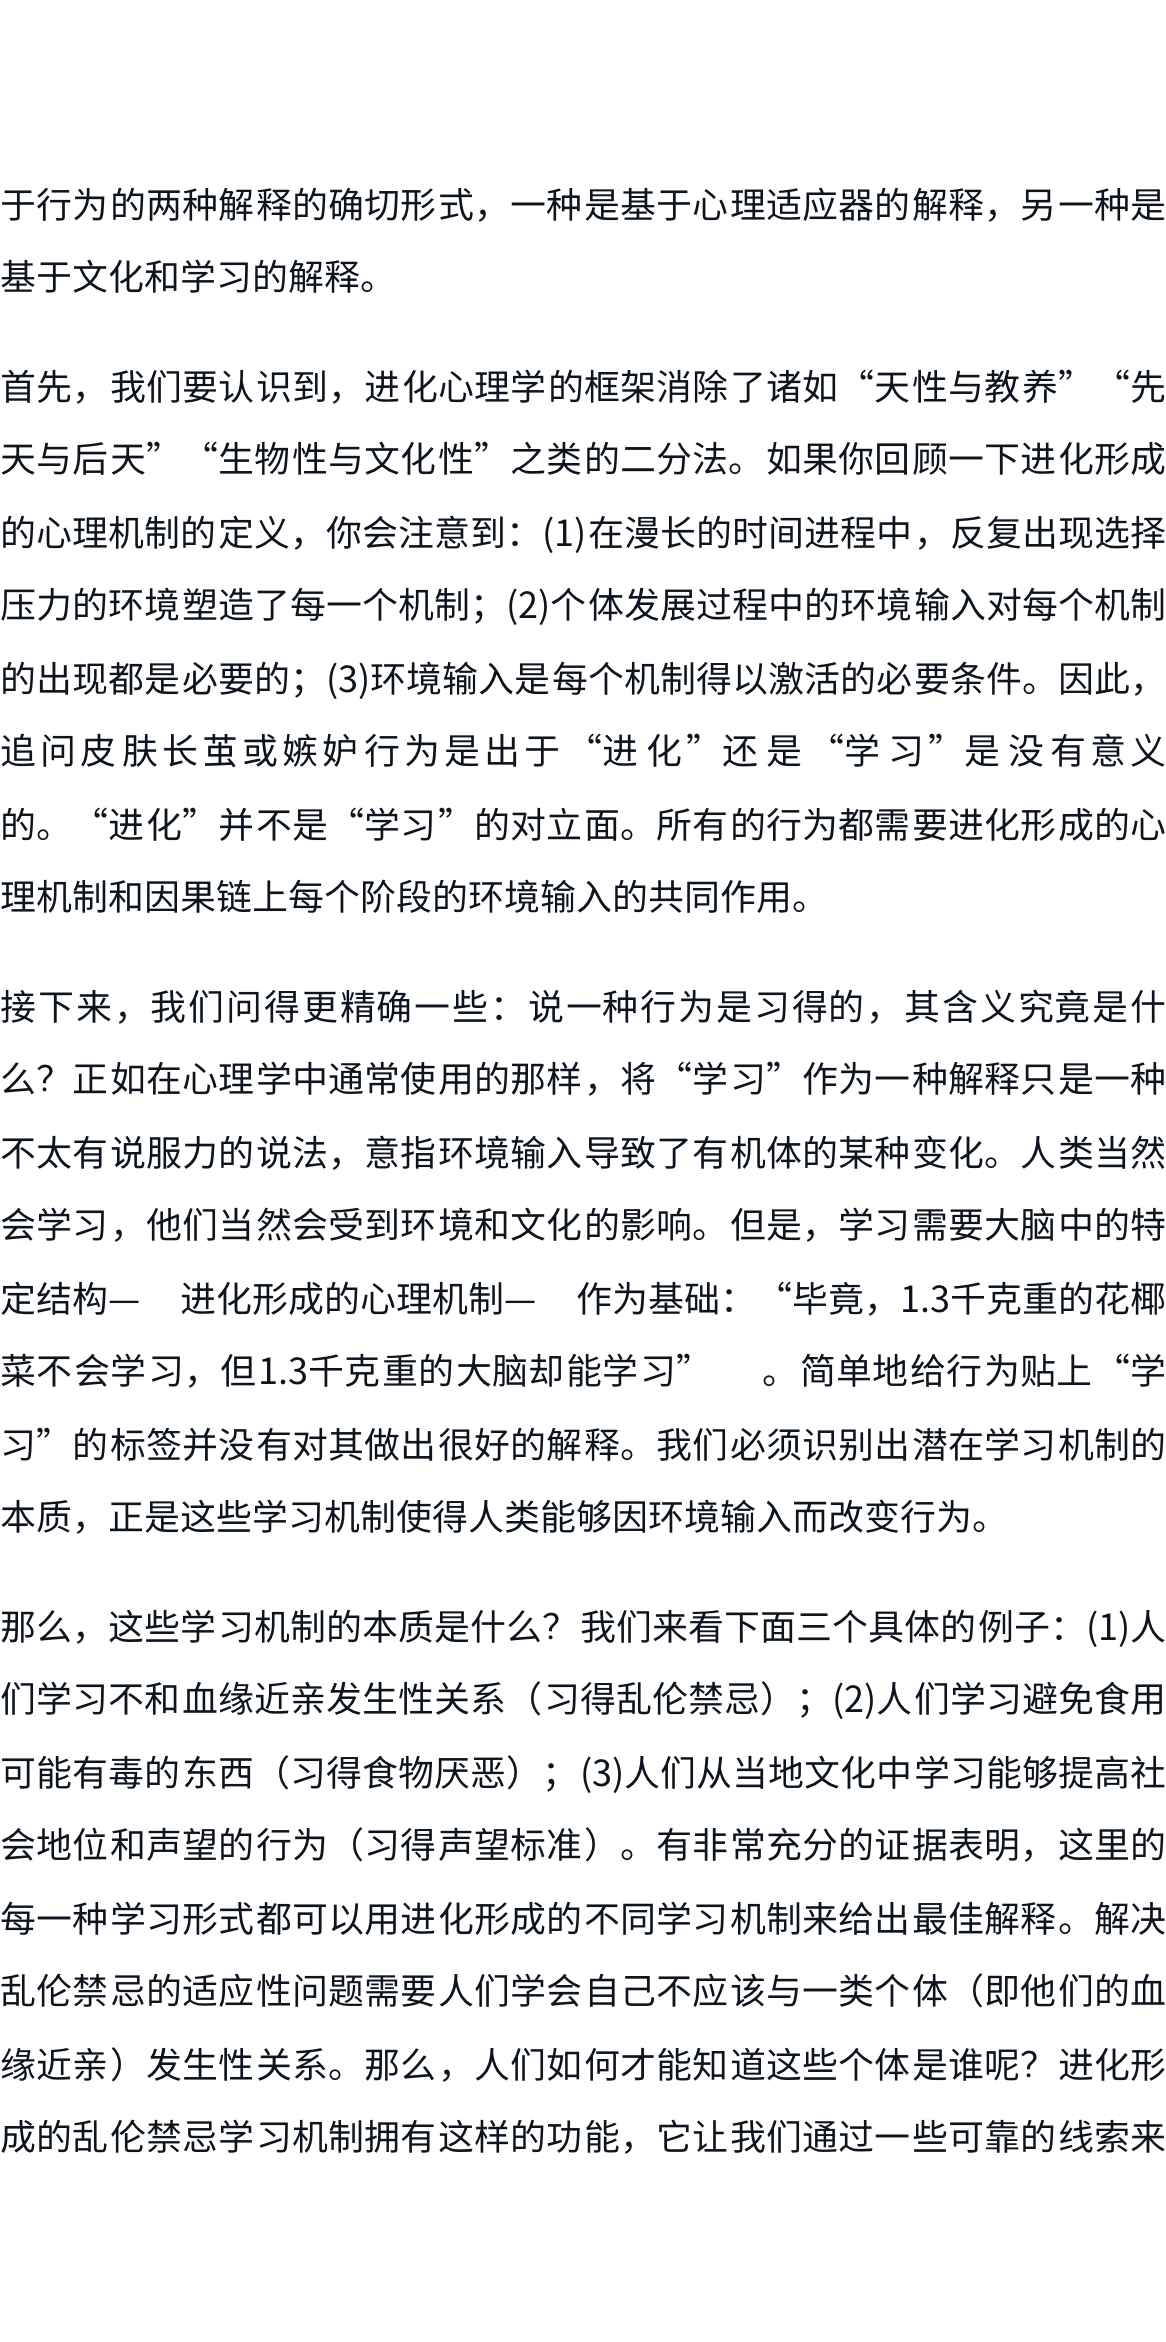 于行为的两种解释的确切形式，一种是基于心理适应器的解释，另一种是
基于文化和学习的解释。
首先，我们要认识到，进化心理学的框架消除了诸如“天性与教养”“先
天与后天”“生物性与文化性”之类的二分法。如果你回顾一下进化形成
的心理机制的定义，你会注意到：(1)在漫长的时间进程中，反复出现选择
压力的环境塑造了每一个机制；(2)个体发展过程中的环境输入对每个机制
的出现都是必要的；(3)环境输入是每个机制得以激活的必要条件。因此，
追问皮肤长茧或嫉妒行为是出于“进化”还是“学习”是没有意义
的。“进化”并不是“学习”的对立面。所有的行为都需要进化形成的心
理机制和因果链上每个阶段的环境输入的共同作用。
接下来，我们问得更精确一些：说一种行为是习得的，其含义究竟是什
么？正如在心理学中通常使用的那样，将“学习”作为一种解释只是一种
不太有说服力的说法，意指环境输入导致了有机体的某种变化。人类当然
会学习，他们当然会受到环境和文化的影响。但是，学习需要大脑中的特
定结构— 进化形成的心理机制— 作为基础：“毕竟，1.3千克重的花椰
菜不会学习，但1.3千克重的大脑却能学习” 。简单地给行为贴上“学
习”的标签并没有对其做出很好的解释。我们必须识别出潜在学习机制的
本质，正是这些学习机制使得人类能够因环境输入而改变行为。
那么，这些学习机制的本质是什么？我们来看下面三个具体的例子：(1)人
们学习不和血缘近亲发生性关系（习得乱伦禁忌）；(2)人们学习避免食用
可能有毒的东西（习得食物厌恶）；(3)人们从当地文化中学习能够提高社
会地位和声望的行为（习得声望标准）。有非常充分的证据表明，这里的
每一种学习形式都可以用进化形成的不同学习机制来给出最佳解释。解决
乱伦禁忌的适应性问题需要人们学会自己不应该与一类个体（即他们的血
缘近亲）发生性关系。那么，人们如何才能知道这些个体是谁呢？进化形
成的乱伦禁忌学习机制拥有这样的功能，它让我们通过一些可靠的线索来